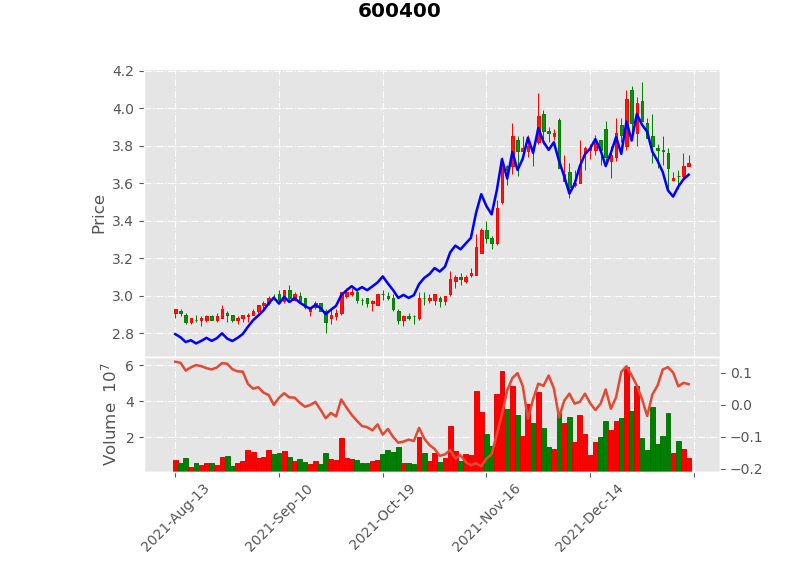 600400
4.2
4.0
3.8
3.6
3.4
3.2
3.0
2.8
Price
6
4
2
Volume 10^7
0.1
0.0
−0.1
−0.2
2021-Aug-13
2021-Sep-10
2021-Oct-19
2021-Nov-16
2021-Dec-14